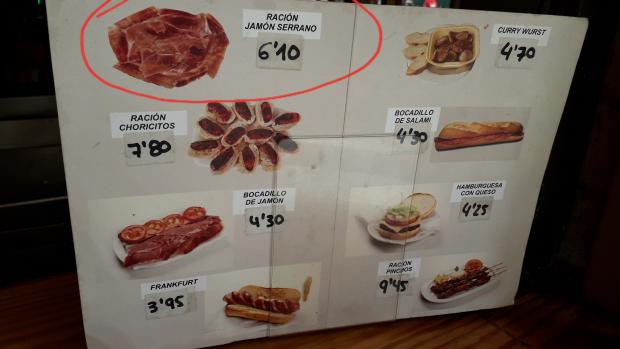 RACIÓN
JAMÓN SERRANO
6'10
CURRY WURST
4'70
RACIÓN
CHORICITOS
7'80
BOCADILLO
DE SALAMI
4'30
BOCADILLO
DE JAMÓN
4'30
HAMBURGUESA
CON QUESO
4'25
FRANKFURT
3'95
RACIÓN
PINCHOS
9'45